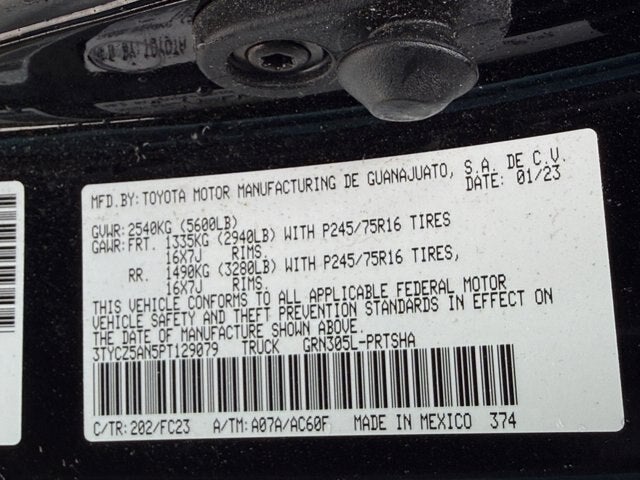 MFD.BY: TOYOTA MOTOR MANUFACTURING DE GUANAJUATO, S.A. DE C.V.
DATE: 01/23
GVWR: 2540KG (5600LB)
GAWR: FRT. 1335KG (2940LB) WITH P245/75R16 TIRES
16X7J RIMS.
RR. 1490KG (3280LB) WITH P245/75R16 TIRES,
16X7J RIMS.
THIS VEHICLE CONFORMS TO ALL APPLICABLE FEDERAL MOTOR
VEHICLE SAFETY AND THEFT PREVENTION STANDARDS IN EFFECT ON
THE DATE OF MANUFACTURE SHOWN ABOVE.
3TYCZ5AN5PT129079 TRUCK GRN305L-PRTSHA
C/TR: 202/FC23 A/TM: A07A/AC60F MADE IN MEXICO 374